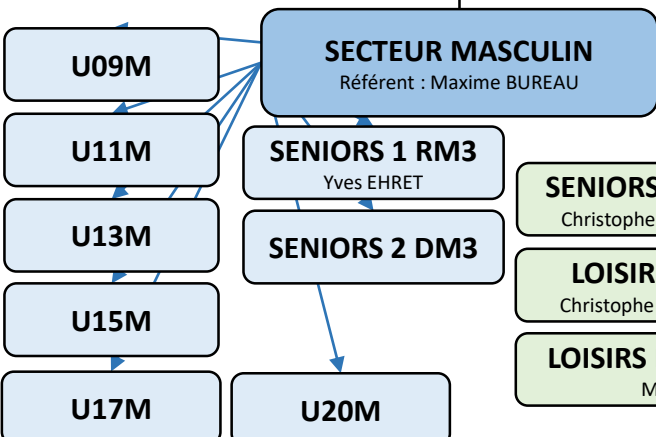 SECTEUR MASCULIN
Référent : Maxime BUREAU
U09M
U11M
U13M
U15M
U17M
SENIORS 1 RM3
Yves EHRET
SENIORS 2 DM3
U20M
SENIORS
Christophe
LOISIR
Christophe
LOISIRS
M